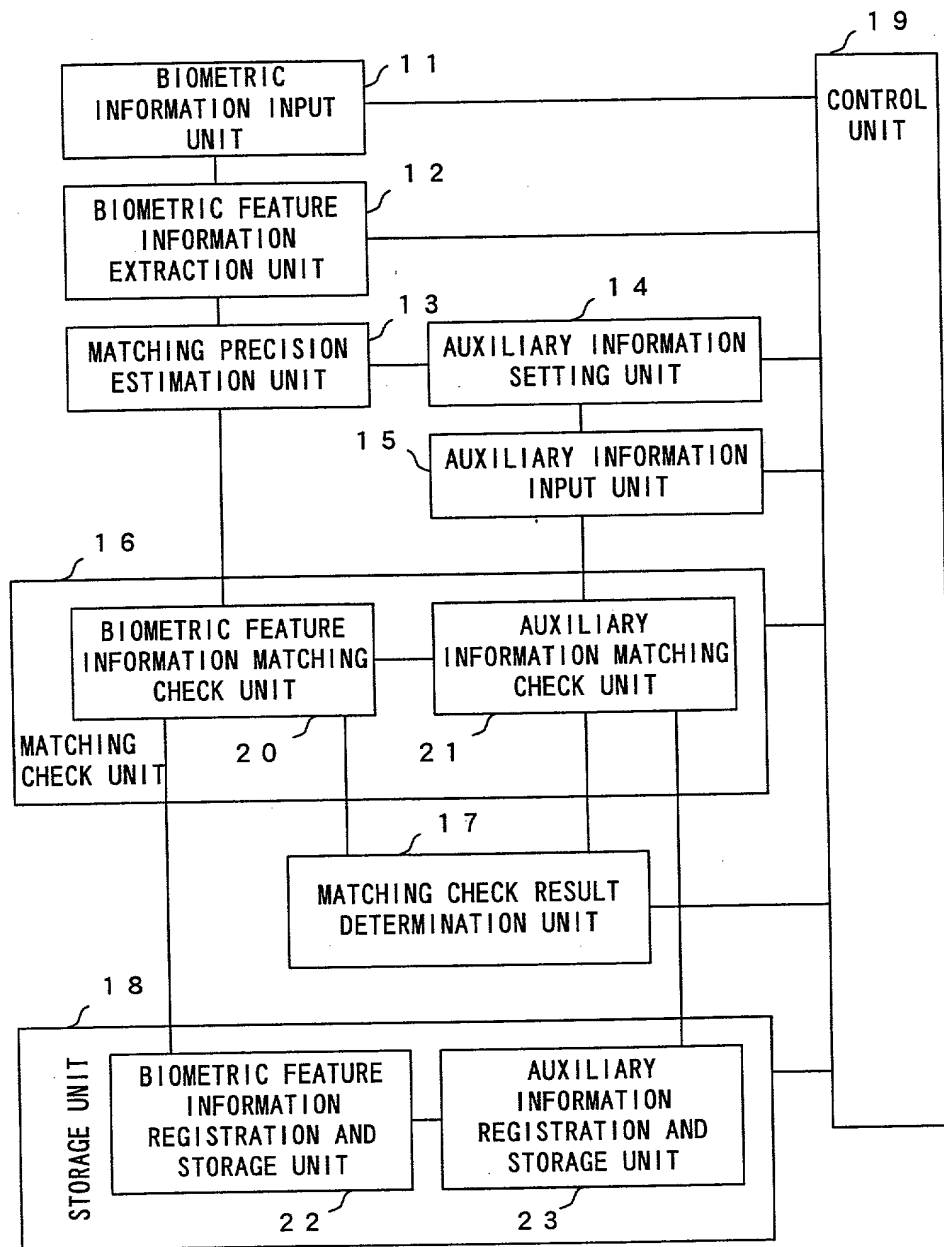 19
11
BIOMETRIC
INFORMATION INPUT
UNIT
CONTROL
UNIT
12
BIOMETRIC FEATURE
INFORMATION
EXTRACTION UNIT
13
14
MATCHING PRECISION
ESTIMATION UNIT
AUXILIARY INFORMATION
SETTING UNIT
15
AUXILIARY INFORMATION
INPUT UNIT
16
BIOMETRIC FEATURE
INFORMATION MATCHING
CHECK UNIT
AUXILIARY
INFORMATION MATCHING
CHECK UNIT
20
21
MATCHING
CHECK UNIT
17
MATCHING CHECK RESULT
DETERMINATION UNIT
18
STORAGE UNIT
BIOMETRIC FEATURE
INFORMATION
REGISTRATION AND
STORAGE UNIT
AUXILIARY
INFORMATION
REGISTRATION AND
STORAGE UNIT
22
23